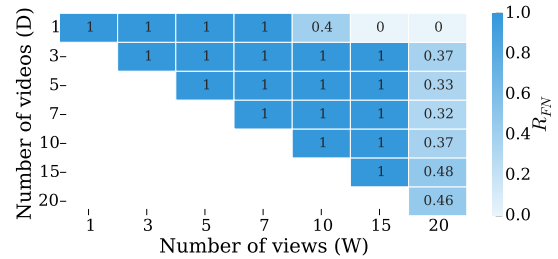 Number of videos (D)
1 1 1 1 1 0.4 0 0
3 1 1 1 1 1 0.37
5 1 1 1 1 0.33
7 1 1 1 0.32
10 1 1 0.37
15 1 0.48
20 0.46
1 3 5 7 10 15 20
Number of views (W)
1.0
0.8
0.6
0.4
0.2
0.0
R_FN